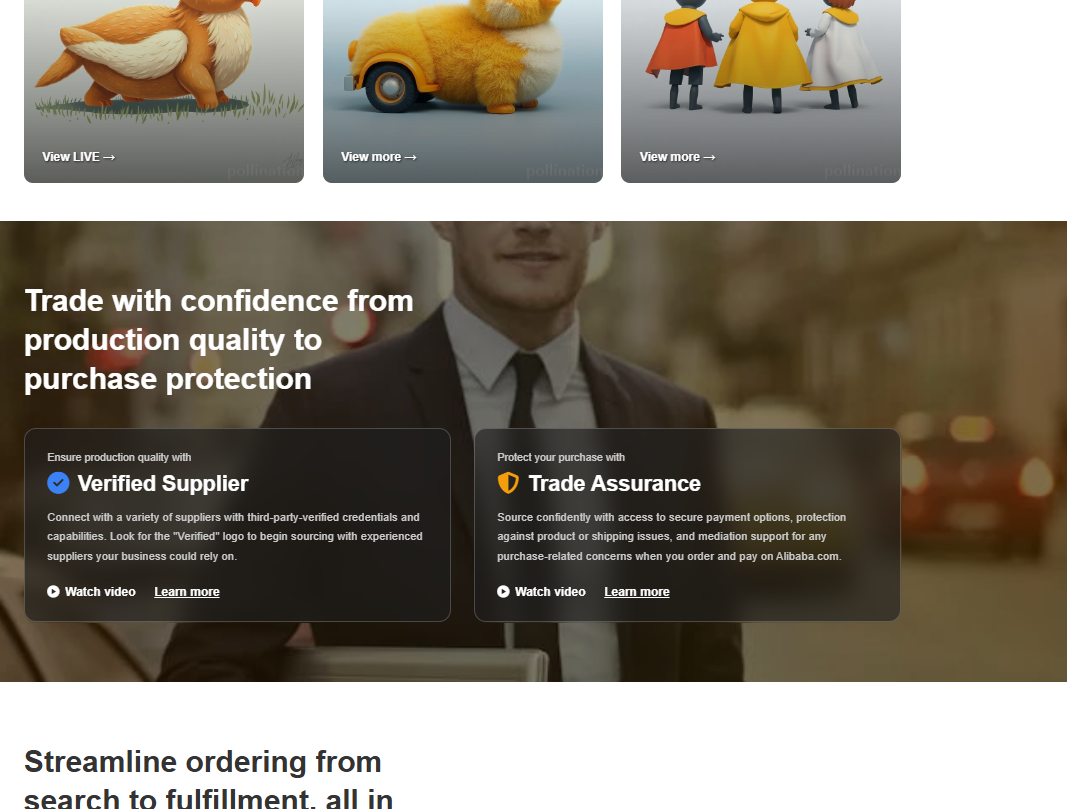 View LIVE →
View more →
View more →
pollination
pollination
pollination
Trade with confidence from
production quality to
purchase protection
Ensure production quality with
Verified Supplier
Connect with a variety of suppliers with third-party-verified credentials and
capabilities. Look for the "Verified" logo to begin sourcing with experienced
suppliers your business could rely on.
Watch video Learn more
Protect your purchase with
Trade Assurance
Source confidently with access to secure payment options, protection
against product or shipping issues, and mediation support for any
purchase-related concerns when you order and pay on Alibaba.com.
Watch video Learn more
Streamline ordering from
search to fulfillment, all in